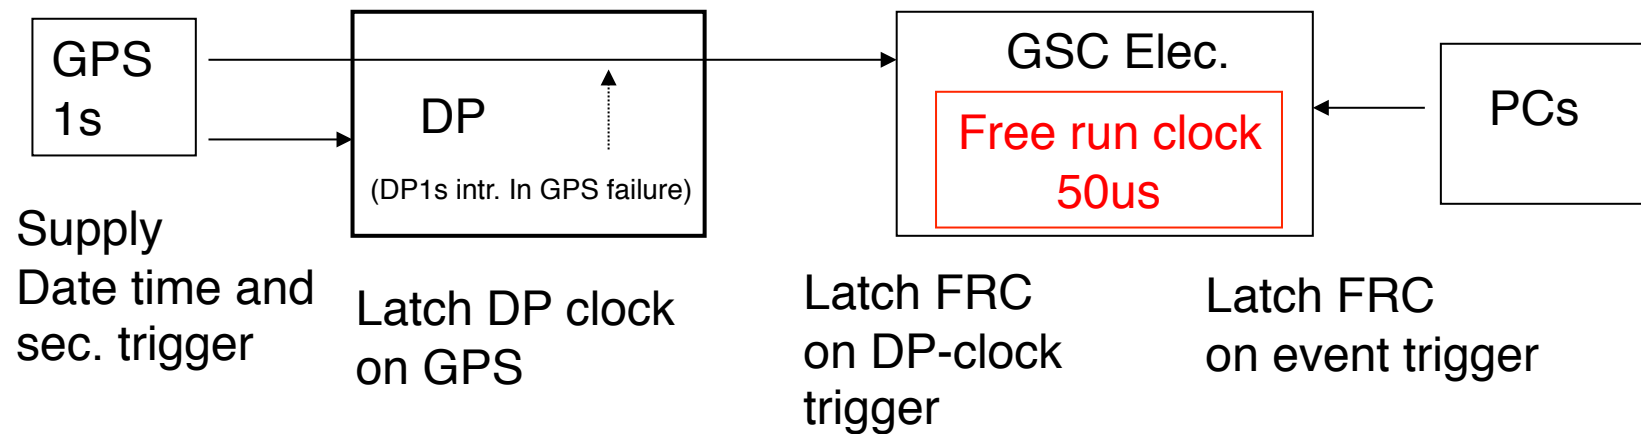 GPS
1s
DP
(DP1s intr. In GPS failure)
GSC Elec.
Free run clock
50us
PCs
Supply
Date time and
sec. trigger
Latch DP clock
on GPS
Latch FRC
on DP-clock
trigger
Latch FRC
on event trigger